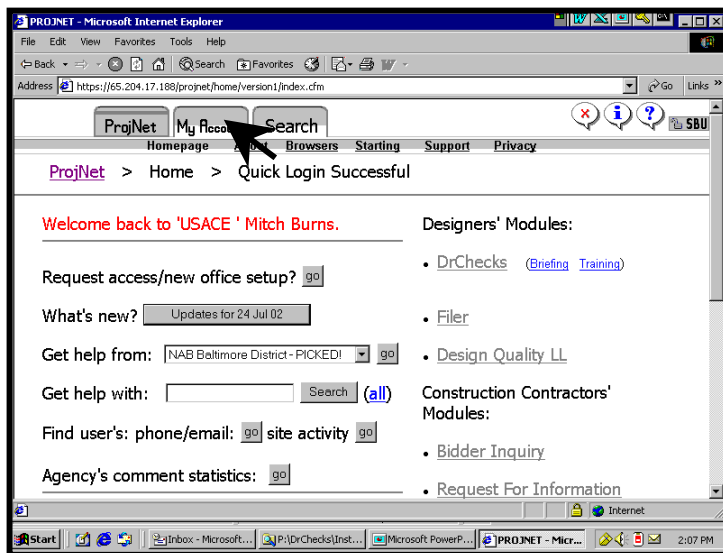 PROJNET - Microsoft Internet Explorer
File Edit View Favorites Tools Help
Back Search Favorites
Address https://65.204.17.188/projnet/home/version1/index.cfm Go Links »
ProjNet My Search
SBU
Homepage Browsers Starting Support Privacy
ProjNet > Home > Quick Login Successful
Welcome back to 'USACE ' Mitch Burns.
Request access/new office setup? go
What's new? Updates for 24 Jul 02
Get help from: NAB Baltimore District - PICKED! go
Get help with: Search (all)
Find user's: phone/email: go site activity go
Agency's comment statistics: go
Designers' Modules:
• DrChecks (Briefing Training)
• Filer
• Design Quality LL
Construction Contractors'
Modules:
• Bidder Inquiry
• Request For Information
Internet
Start Inbox - Microsoft... P:\DrChecks\Inst... Microsoft PowerP... PROJNET - Micr... 2:07 PM